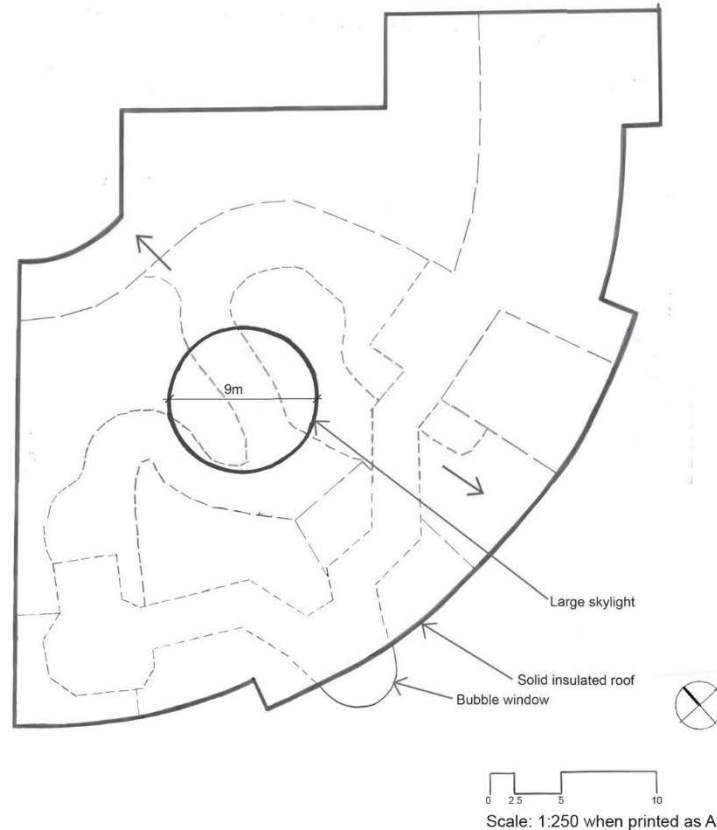 9m
Large skylight
Solid insulated roof
Bubble window
0 2.5 5 10
Scale: 1:250 when printed as A